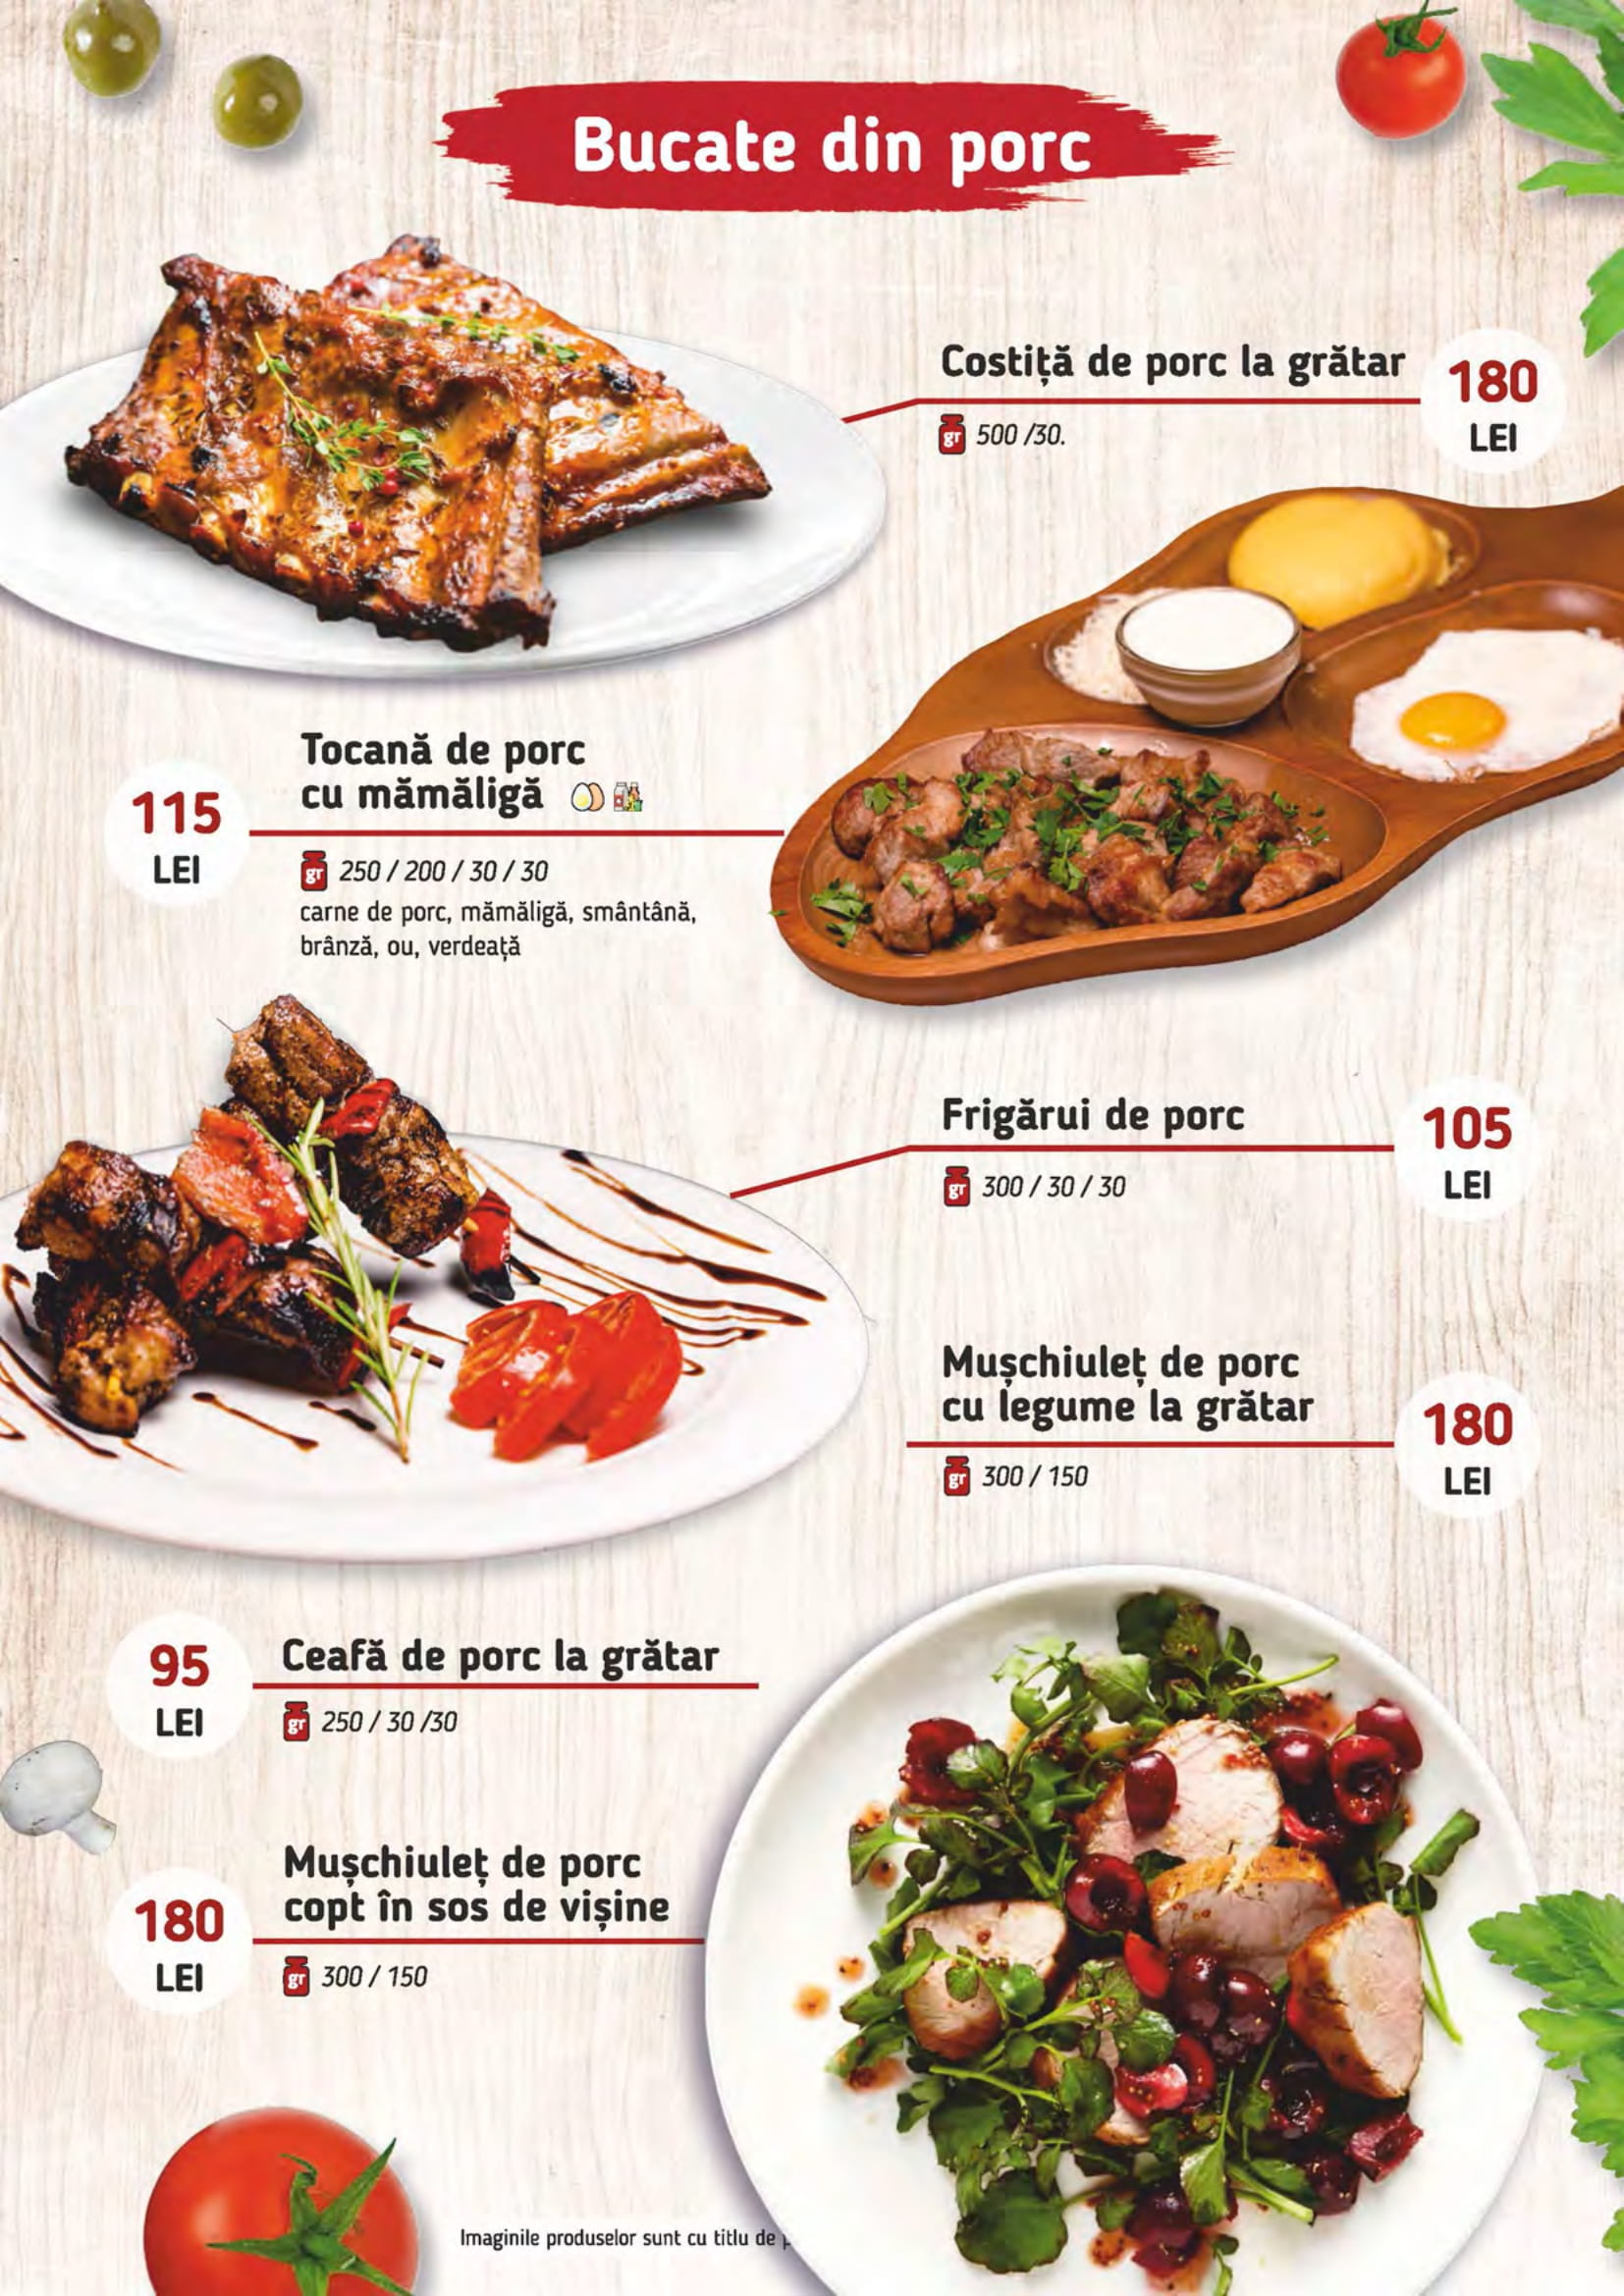 Bucate din porc
Costiță de porc la grătar
180
LEI
gr 500 /30.
Tocană de porc
cu mămăligă
115
LEI
gr 250 / 200 / 30 / 30
carne de porc, mămăligă, smântână,
brânză, ou, verdeață
Frigărui de porc
105
LEI
gr 300 / 30 / 30
Mușchiuleț de porc
cu legume la grătar
180
LEI
gr 300 / 150
95
LEI
Ceafă de porc la grătar
gr 250 / 30 /30
Mușchiuleț de porc
copt în sos de vișine
180
LEI
gr 300 / 150
Imaginile produselor sunt cu titlu de